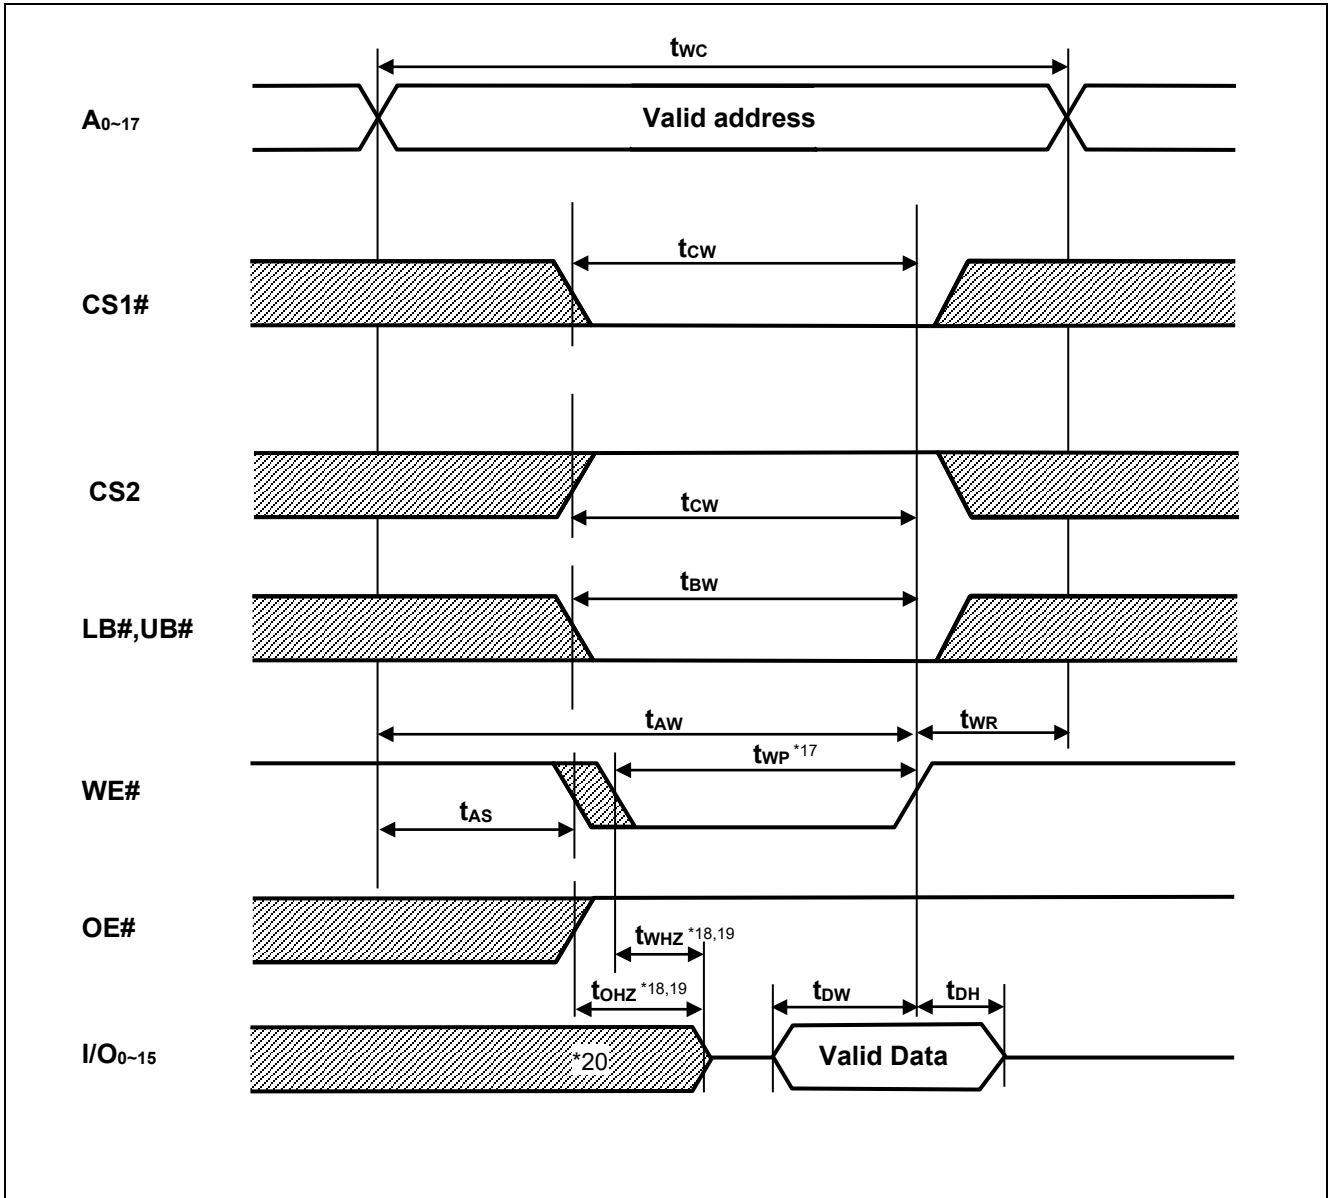 tWC
A0~17
Valid address
tCW
CS1#
CS2
tCW
tBW
LB#,UB#
tAW
tWR
tWP *17
WE#
tAS
OE#
tWHZ *18,19
tOHZ *18,19
tDW
tDH
I/O0~15
*20
Valid Data